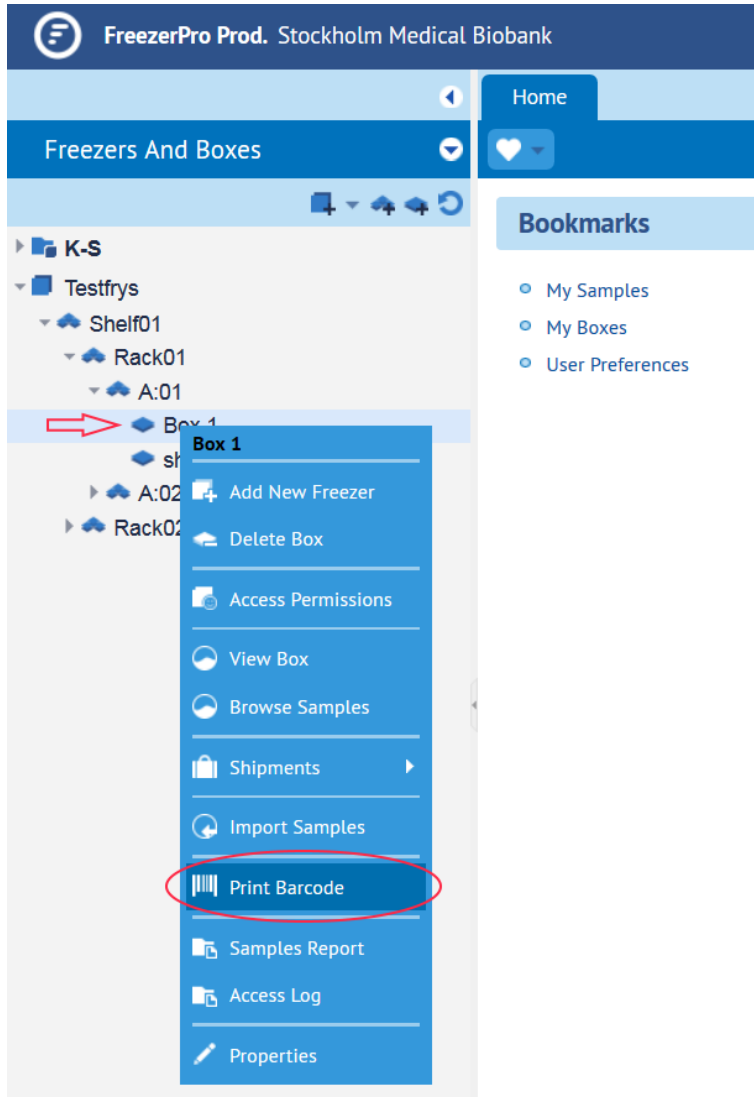 FreezerPro Prod. Stockholm Medical Biobank
Home
Freezers And Boxes
Bookmarks
My Samples
My Boxes
User Preferences
K-S
Testfrys
Shelf01
Rack01
A:01
Box 1
A:02
Box 1
Add New Freezer
Delete Box
Access Permissions
View Box
Browse Samples
Shipments
Import Samples
Print Barcode
Samples Report
Access Log
Properties